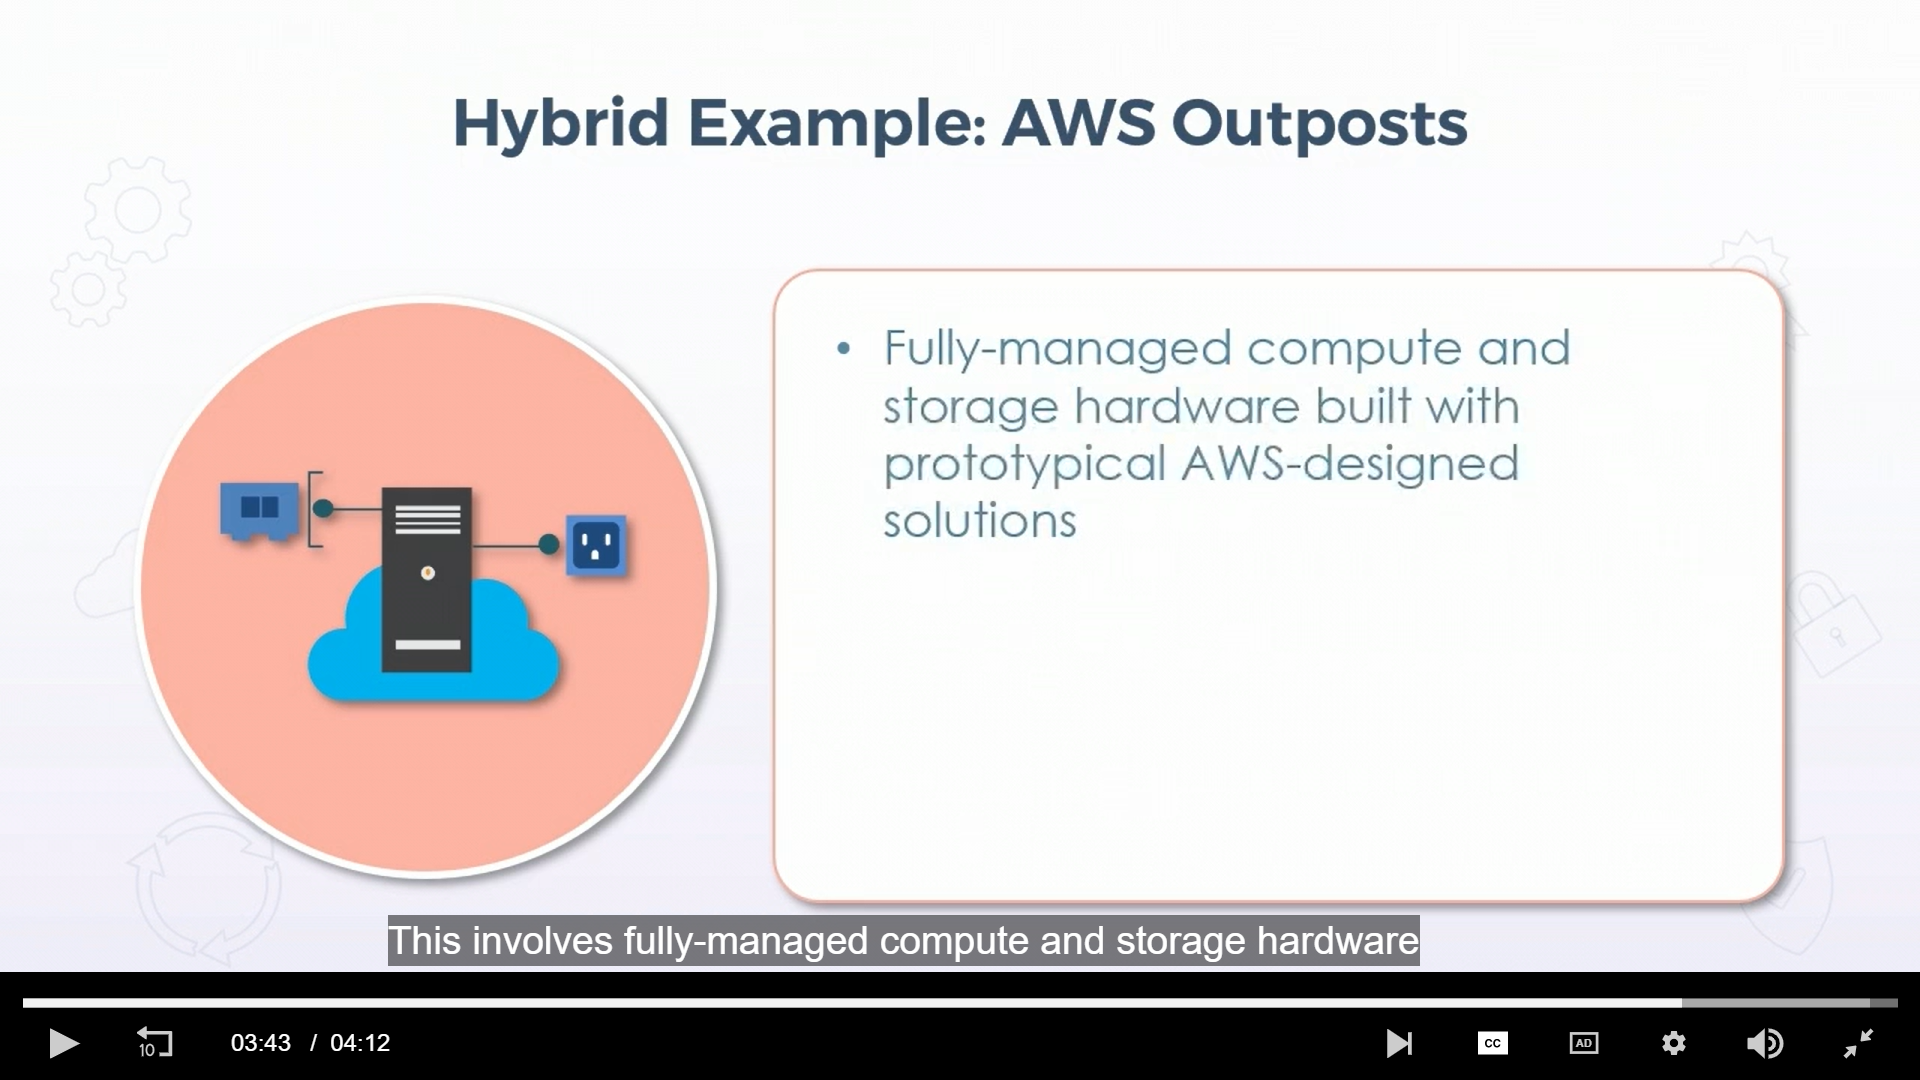 Hybrid Example: AWS Outposts
• Fully-managed compute and
storage hardware built with
prototypical AWS-designed
solutions
This involves fully-managed compute and storage hardware
10
03:43 / 04:12
CC
AD